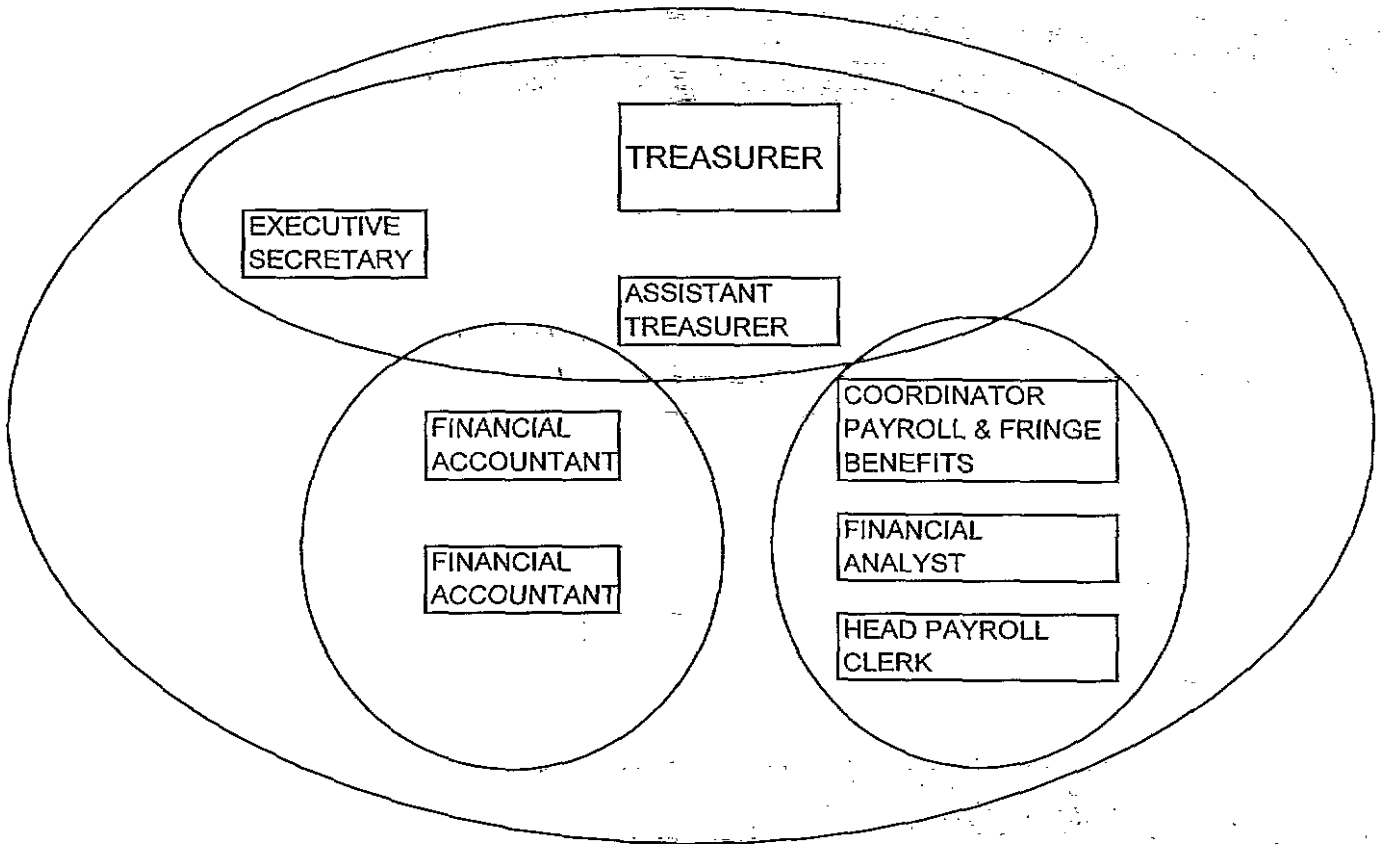 TREASURER
EXECUTIVE
SECRETARY
ASSISTANT
TREASURER
FINANCIAL
ACCOUNTANT
FINANCIAL
ACCOUNTANT
COORDINATOR
PAYROLL & FRINGE
BENEFITS
FINANCIAL
ANALYST
HEAD PAYROLL
CLERK